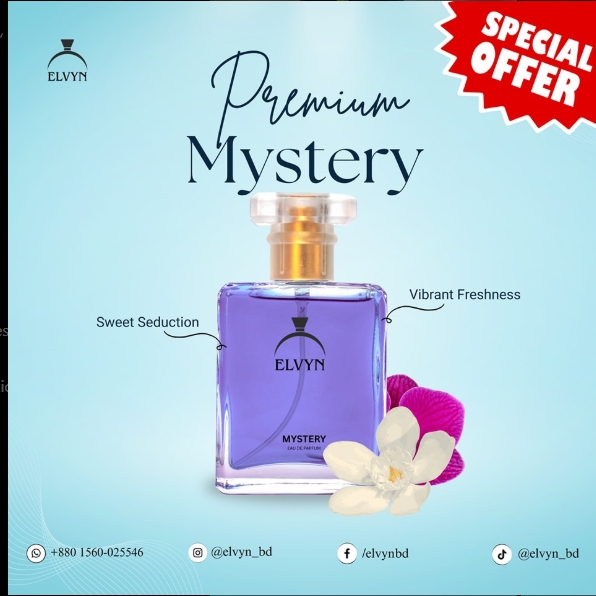 ELVYN
SPECIAL
OFFER
Premium
Mystery
Vibrant Freshness
Sweet Seduction
ELVYN
MYSTERY
EAU DE PARFUM
+880 1560-025546
@elvyn_bd
/elvynbd
@elvyn_bd